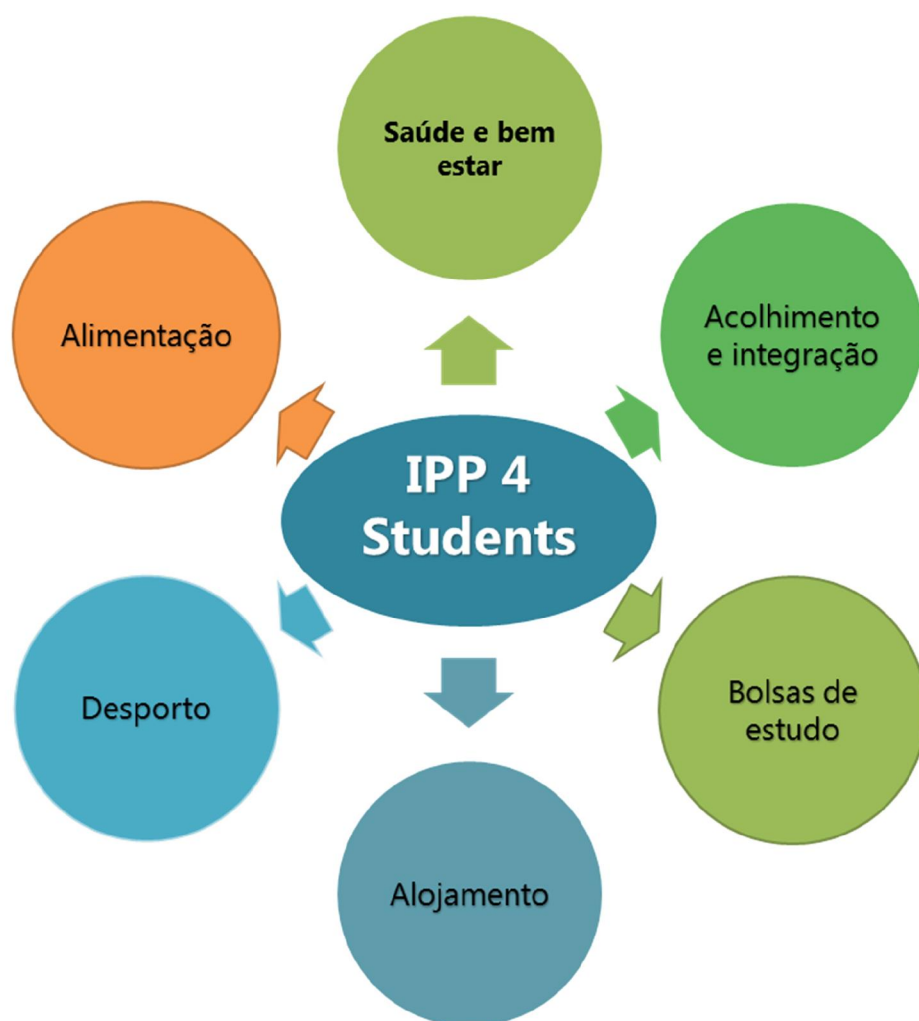 Saúde e bem
estar
Acolhimento
e integração
Alimentação
IPP 4
Students
Bolsas de
estudo
Desporto
Alojamento